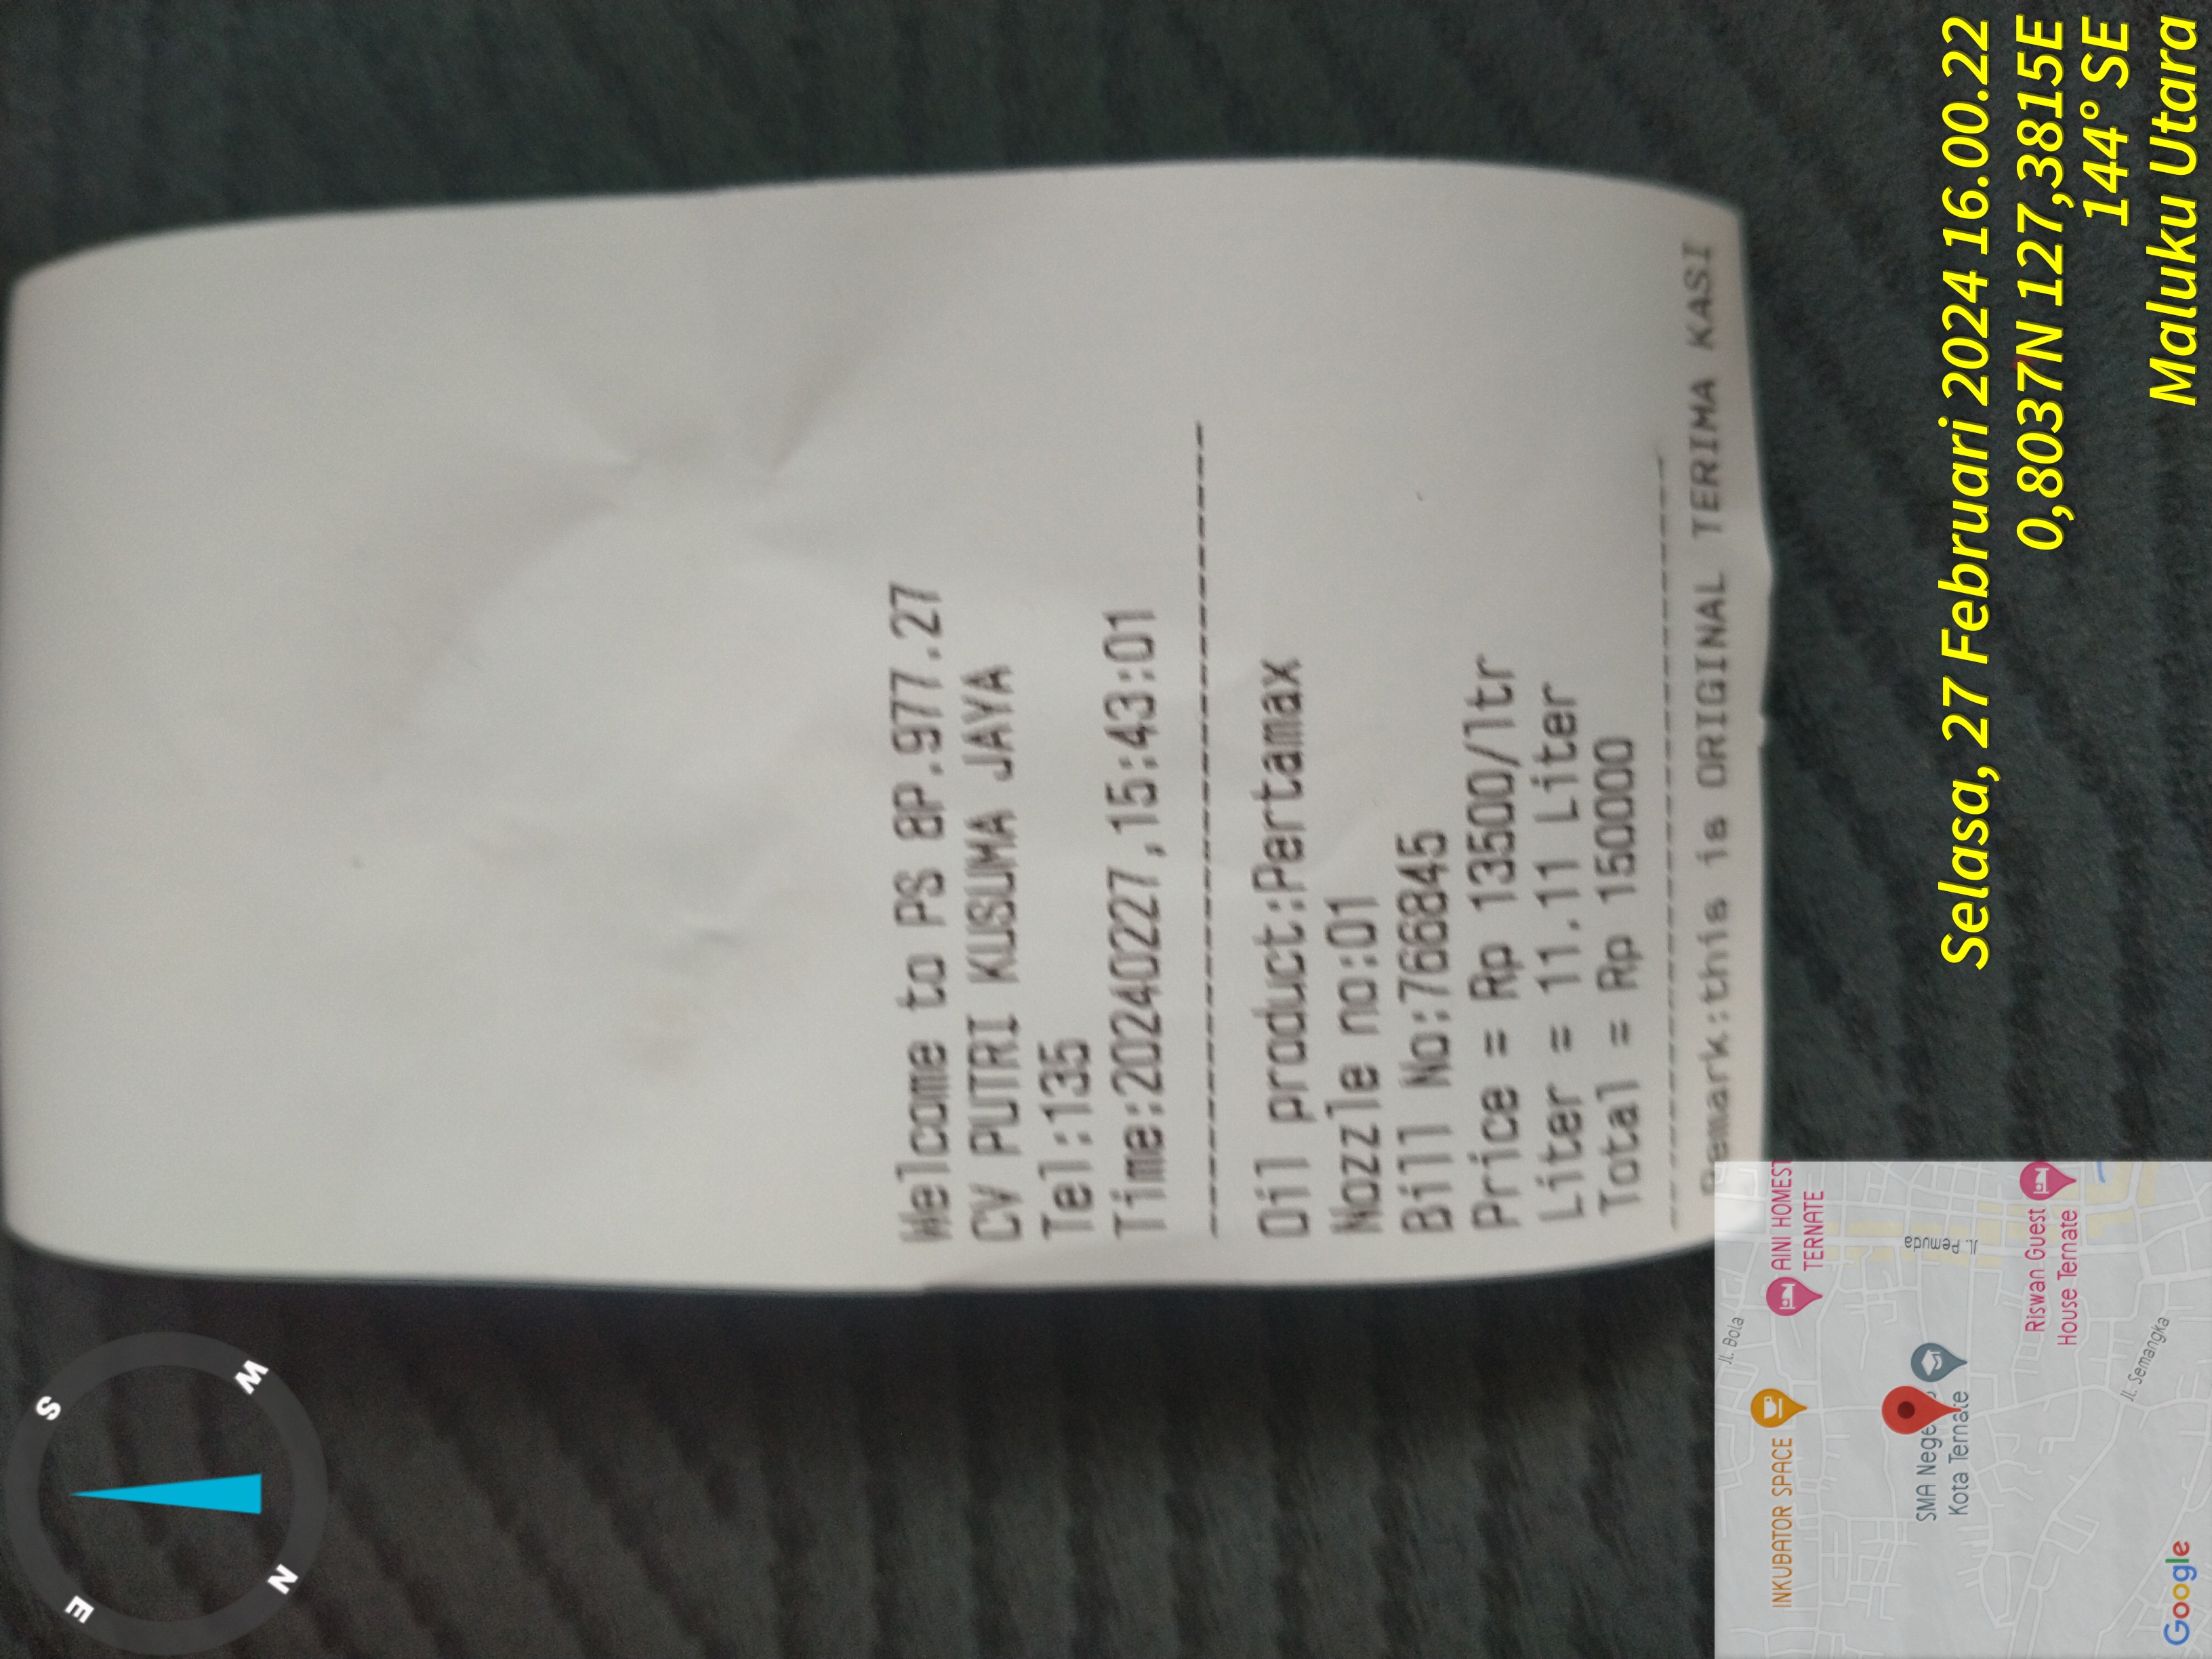 Welcome to PS 8P.977.27
CV PUTRI KUSUMA JAYA
Tel:135
Time:20240227,15:43:01
--------------------------------
Oil product:Pertamax
Nozzle no:01
Bill No:766845
Price = Rp 13500/ltr
Liter = 11.11 Liter
Total = Rp 150000
--------------------------------
Remark:this is ORIGINAL TERIMA KASI
Selasa, 27 Februari 2024 16.00.22
0,8037N 127,3815E
144° SE
Maluku Utara
S
W
E
N
Jl. Bola
AINI HOMEST
TERNATE
INKUBATOR SPACE
Jl. Pemuda
SMA Nege
Kota Ternate
Riswan Guest
House Ternate
Jl. Semangka
Google